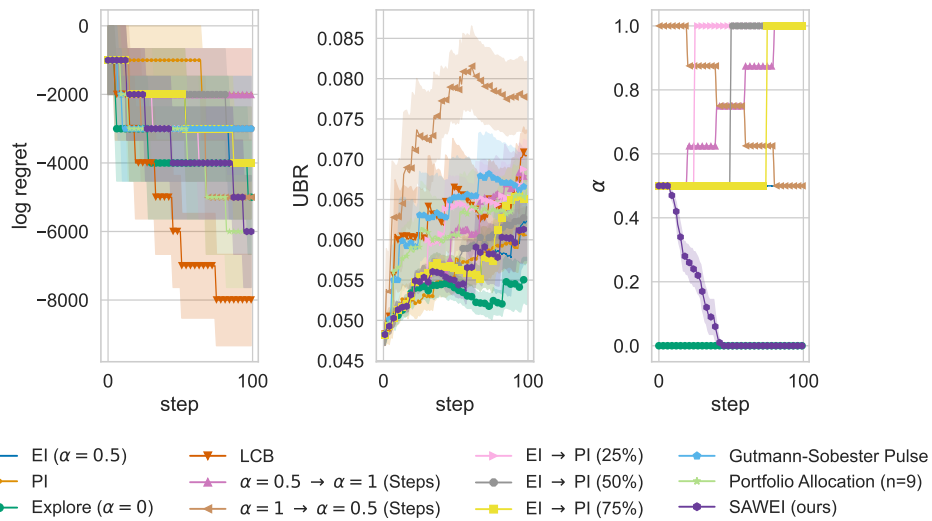 0
−2000
−4000
−6000
−8000
log regret
0
100
step
0.085
0.080
0.075
0.070
0.065
0.060
0.055
0.050
0.045
UBR
0
100
step
1.0
0.8
0.6
0.4
0.2
0.0
α
0
100
step
EI (α = 0.5)
PI
Explore (α = 0)
LCB
α = 0.5 → α = 1 (Steps)
α = 1 → α = 0.5 (Steps)
EI → PI (25%)
EI → PI (50%)
EI → PI (75%)
Gutmann-Sobester Pulse
Portfolio Allocation (n=9)
SAWEI (ours)